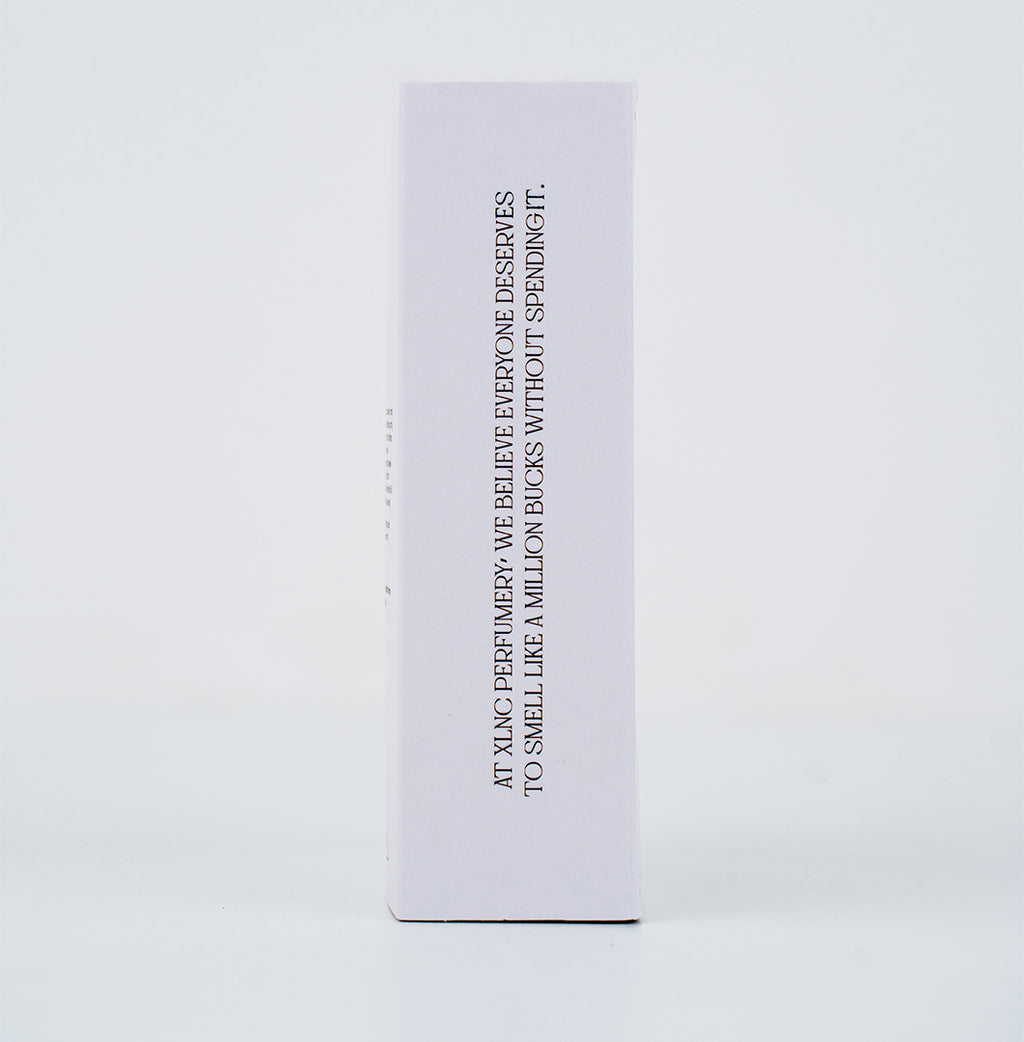 AT XLNC PERFUMERY, WE BELIEVE EVERYONE DESERVES
TO SMELL LIKE A MILLION BUCKS WITHOUT SPENDINGIT.